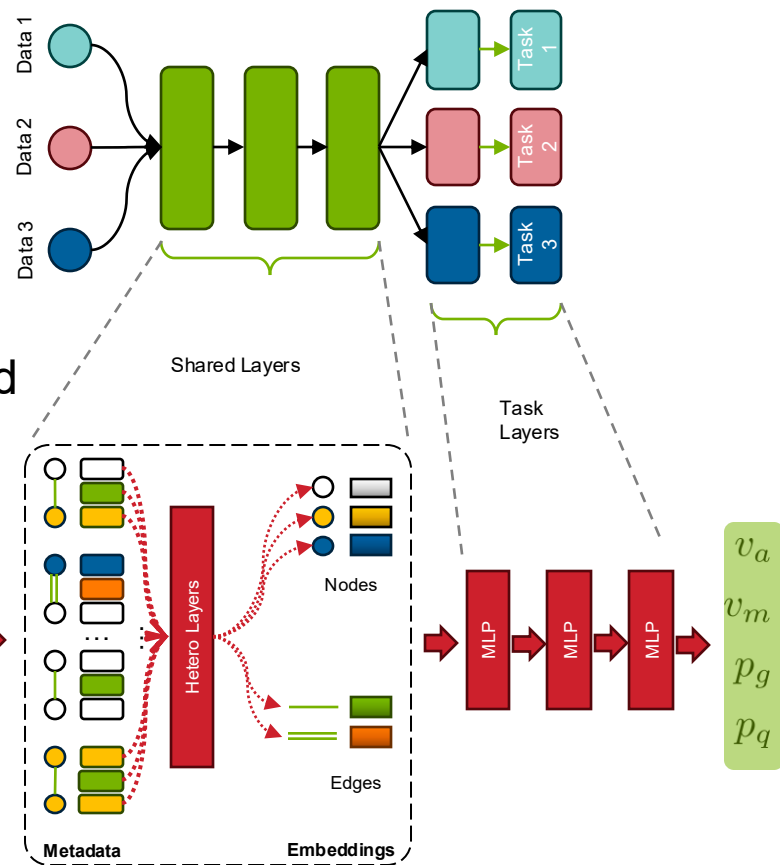 Data 1
Data 2
Data 3
Task
1
Task
2
Task
3
Shared Layers
Task
Layers
d
...
Hetero Layers
Nodes
Edges
Metadata
Embeddings
MLP
MLP
MLP
v_a
v_m
p_g
p_q